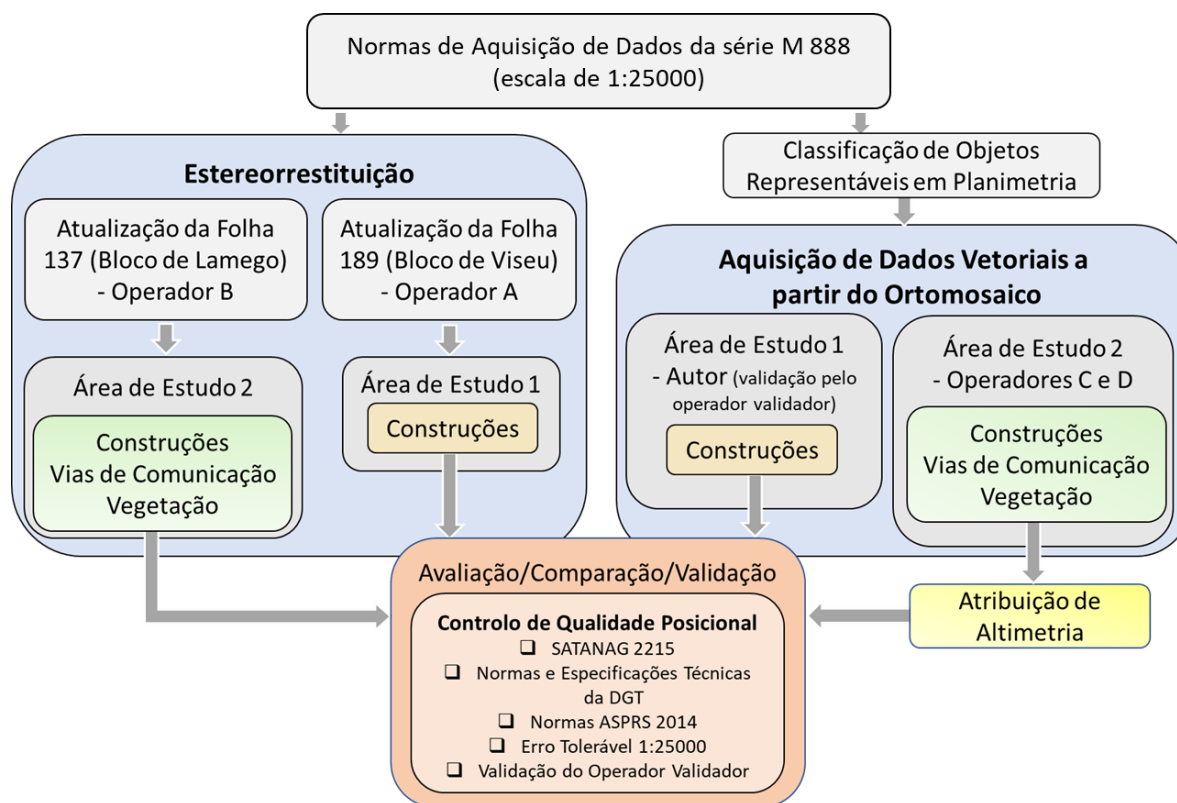 Normas de Aquisição de Dados da série M 888
(escala de 1:25000)
Estereorrestituição
Atualização da Folha
137 (Bloco de Lamego)
- Operador B
Atualização da Folha
189 (Bloco de Viseu)
- Operador A
Área de Estudo 2
Construções
Vias de Comunicação
Vegetação
Área de Estudo 1
Construções
Classificação de Objetos
Representáveis em Planimetria
Aquisição de Dados Vetoriais a
partir do Ortomosaico
Área de Estudo 1
- Autor (validação pelo
operador validador)
Construções
Área de Estudo 2
- Operadores C e D
Construções
Vias de Comunicação
Vegetação
Atribuição de
Altimetria
Avaliação/Comparação/Validação
Controlo de Qualidade Posicional
❑ SATANAG 2215
❑ Normas e Especificações Técnicas
da DGT
❑ Normas ASPRS 2014
❑ Erro Tolerável 1:25000
❑ Validação do Operador Validador